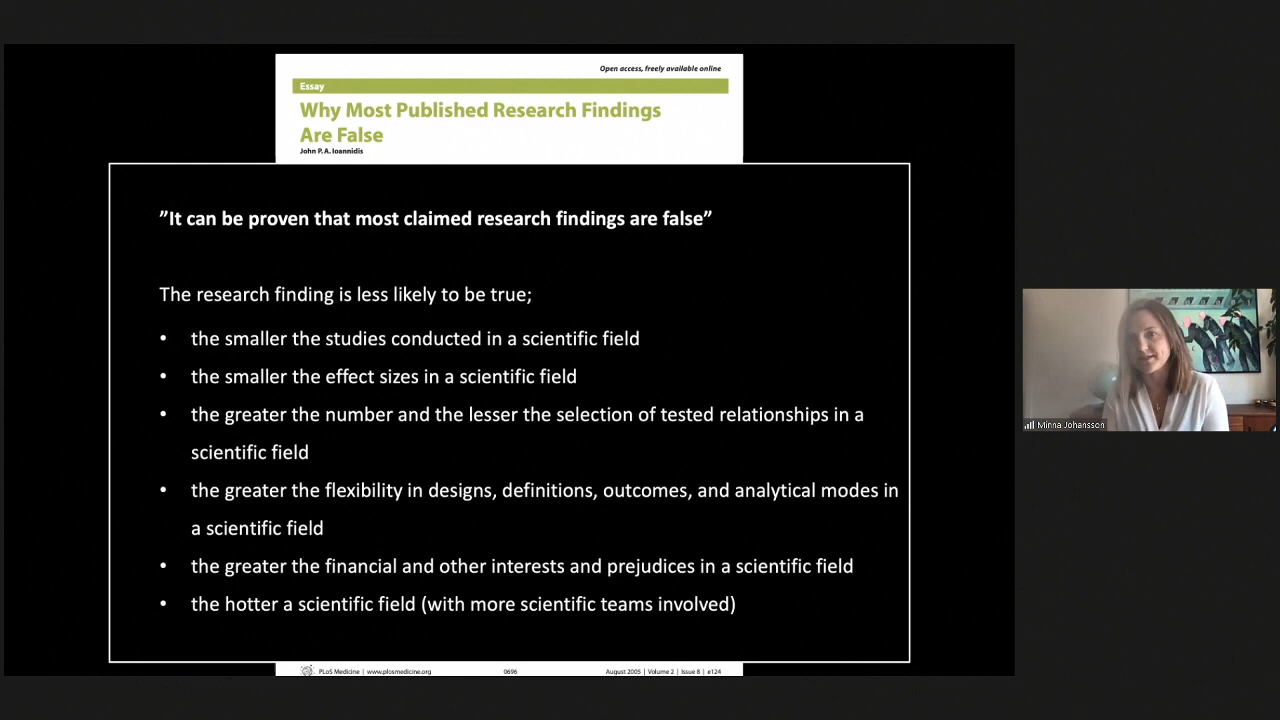 Open access, freely available online
Essay
Why Most Published Research Findings
Are False
John P. A. Ioannidis
”It can be proven that most claimed research findings are false”
The research finding is less likely to be true;
• the smaller the studies conducted in a scientific field
• the smaller the effect sizes in a scientific field
• the greater the number and the lesser the selection of tested relationships in a
scientific field
• the greater the flexibility in designs, definitions, outcomes, and analytical modes in
a scientific field
• the greater the financial and other interests and prejudices in a scientific field
• the hotter a scientific field (with more scientific teams involved)
PLoS Medicine | www.plosmedicine.org 0696 August 2005 | Volume 2 | Issue 8 | e124
Minna Johansson